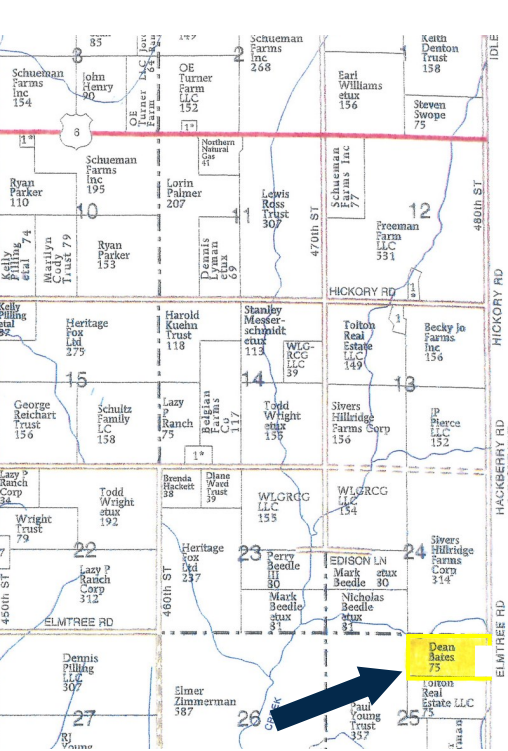 85
149
Schueman
Farms
Inc
268
Keith
Denton
Trust
158
IDLE
3
2
1
Schueman
Farms
Inc
154
John
Henry
90
OE
Turner
Farm
OE
Turner
Farm
LLC
152
Earl
Williams
etux
156
Steven
Swope
75
1*
6
1*
Northern
Natural
Gas
41
Schueman
Farms
Inc
195
Schueman
Farms Inc
77
Ryan
Parker
110
Lorin
Palmer
207
Lewis
Ross
Trust
307
470th ST
480th ST
10
11
12
Freeman
Farm
LLC
531
Kelly
Pilling
etal 74
Marilyn
Cody
Trust 79
Ryan
Parker
153
Dennis
Lyman
etux
69
HICKORY RD
1*
HICKORY RD
Kelly
Pilling
etal
37
Heritage
Fox
Ltd
275
Harold
Kuehn
Trust
118
Stanley
Messer-
schmidt
etux
113
WLG-
RCG
LLC
39
Tolton
Real
Estate
LLC
149
1
Becky Jo
Farms
Inc
156
15
14
13
George
Reichart
Trust
156
Schultz
Family
LC
158
Lazy
P
Ranch
75
Belgian
Farms
Co
117
Todd
Wright
etux
155
Sivers
Hillridge
Farms Corp
156
JP
Pierce
LLC
152
1*
HACKBERRY RD
Lazy P
Ranch
Corp
34
Todd
Wright
etux
192
Brenda
Hackett
38
Diane
Ward
Trust
39
WLGRCG
LLC
155
WLGRCG
LLC
154
Wright
Trust
79
22
23
24
Heritage
Fox
Ltd
237
Perry
Beedle
III
80
EDISON LN
Mark etux
Beedle 80
Sivers
Hillridge
Farms
Corp
314
450th ST
Lazy P
Ranch
Corp
312
460th ST
Mark
Beedle
etux
81
Nicholas
Beedle
etux
81
ELMTREE RD
ELMTREE RD
Dean
Bates
75
Dennis
Pilling
LLC
307
Elmer
Zimmerman
587
Tolton
Real
Estate LLC
75
CREEK
Paul
Young
Trust
357
27
26
25
RJ
Young